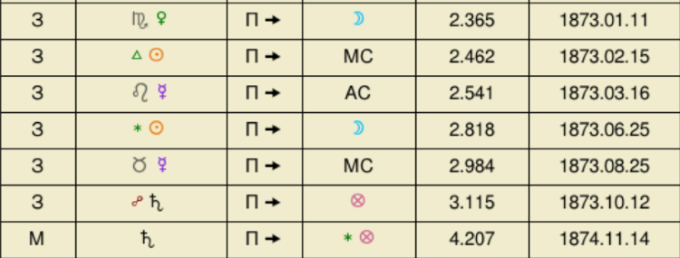 З ♏ ♀ П → ☽ 2.365 1873.01.11
З △ ☉ П → MC 2.462 1873.02.15
З ♌ ☿ П → AC 2.541 1873.03.16
З ⚹ ☉ П → ☽ 2.818 1873.06.25
З ♉ ☿ П → MC 2.984 1873.08.25
З ☍ ♄ П → ⊗ 3.115 1873.10.12
М ♄ П → ⚹ ⊗ 4.207 1874.11.14